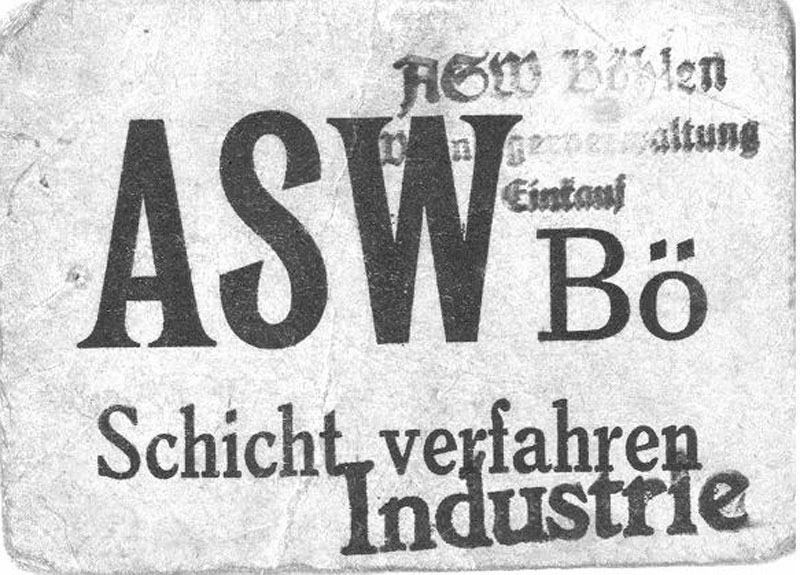 ASW Böhlen
Einkauf
ASW Bö
Schicht verfahren
Industrie